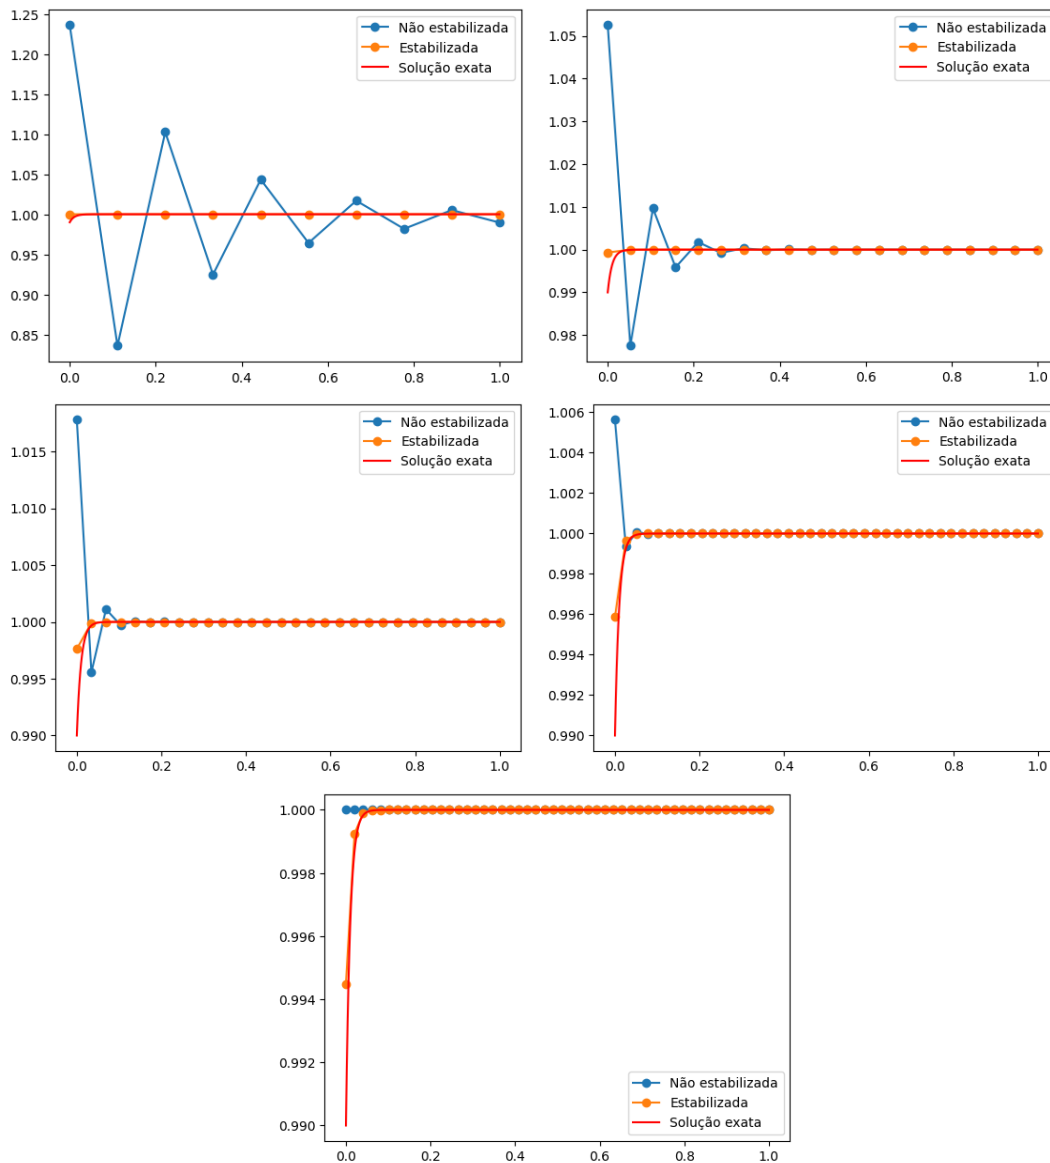 1.25
1.20
1.15
1.10
1.05
1.00
0.95
0.90
0.85
0.0 0.2 0.4 0.6 0.8 1.0
Não estabilizada
Estabilizada
Solução exata
1.05
1.04
1.03
1.02
1.01
1.00
0.99
0.98
0.0 0.2 0.4 0.6 0.8 1.0
Não estabilizada
Estabilizada
Solução exata
1.015
1.010
1.005
1.000
0.995
0.990
0.0 0.2 0.4 0.6 0.8 1.0
Não estabilizada
Estabilizada
Solução exata
1.006
1.004
1.002
1.000
0.998
0.996
0.994
0.992
0.990
0.0 0.2 0.4 0.6 0.8 1.0
Não estabilizada
Estabilizada
Solução exata
1.000
0.998
0.996
0.994
0.992
0.990
0.0 0.2 0.4 0.6 0.8 1.0
Não estabilizada
Estabilizada
Solução exata